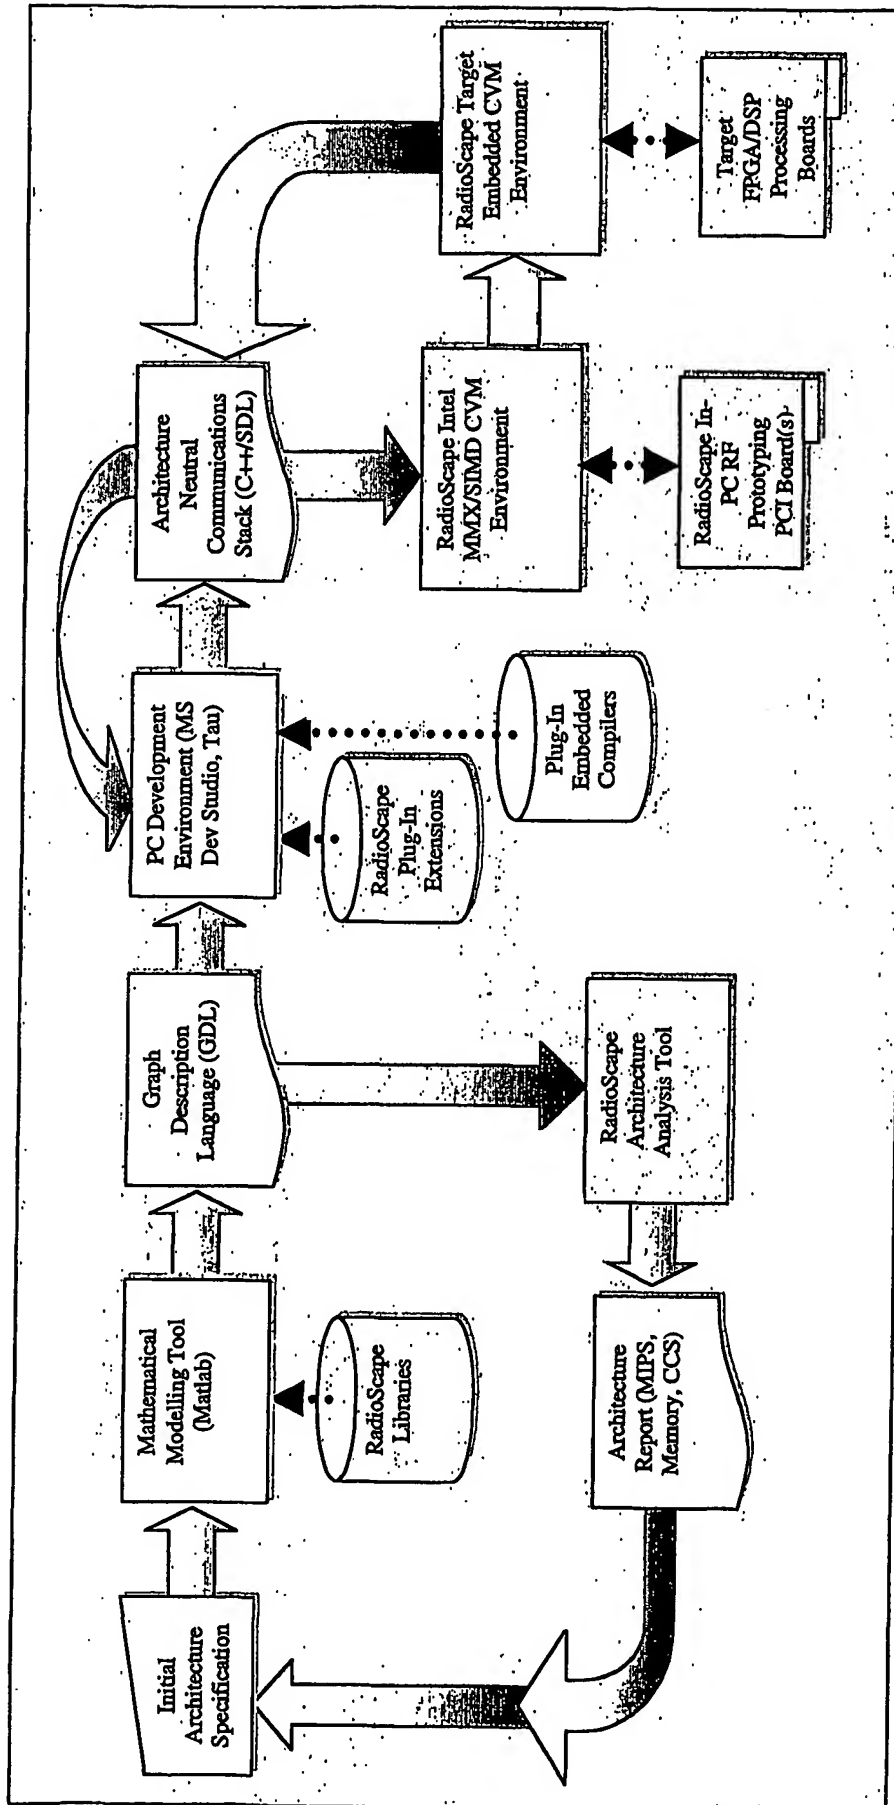 Initial
Architecture
Specification
Mathematical
Modelling Tool
(Matlab)
Graph
Description
Language (GDL)
PC Development
Environment (MS
Dev Studio, Tau)
Architecture
Neutral
Communications
Stack (C++/SDL)
RadioScape
Libraries
RadioScape
Plug-In
Extensions
Plug-In
Embedded
Compilers
RadioScape Intel
MMX/SIMD CVM
Environment
RadioScape Target
Embedded CVM
Environment
Architecture
Report (MIPS,
Memory, CCS)
RadioScape
Architecture
Analysis Tool
RadioScape In-
PC RF
Prototyping
PCI Board(s)
Target
FPGA/DSP
Processing
Boards